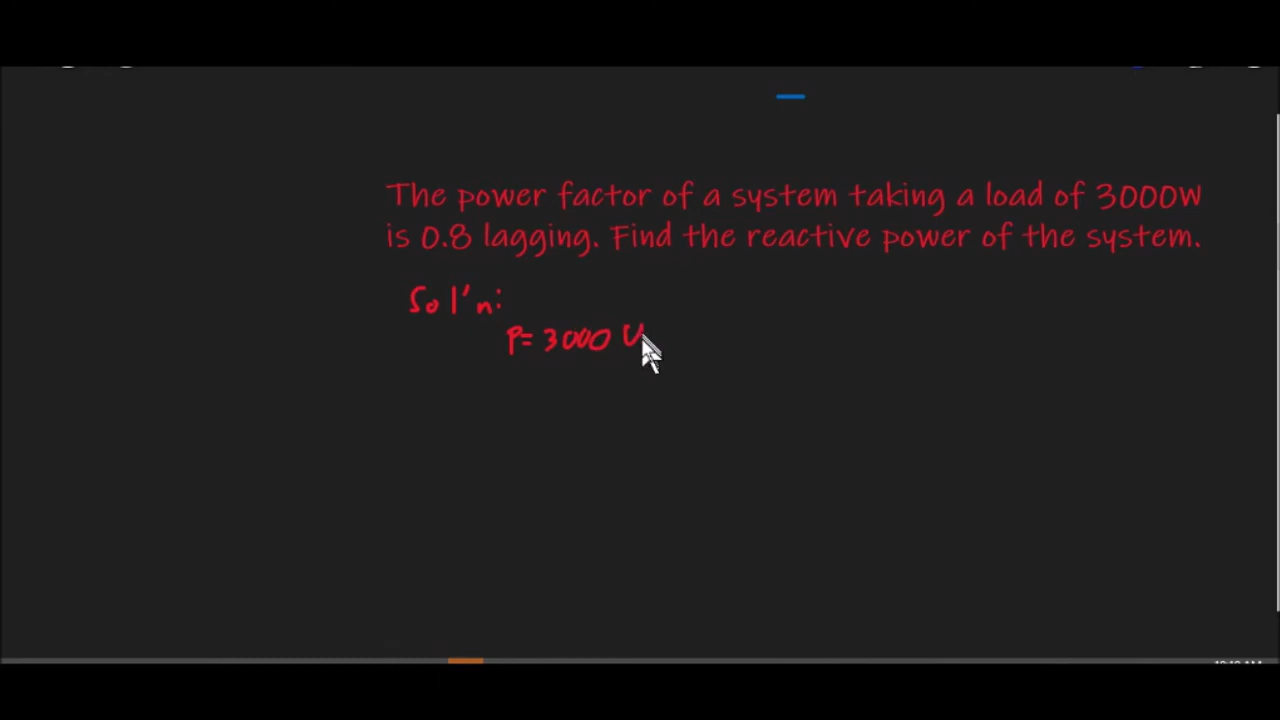 The power factor of a system taking a load of 3000W
is 0.8 lagging. Find the reactive power of the system.
Sol'n:
P= 3000